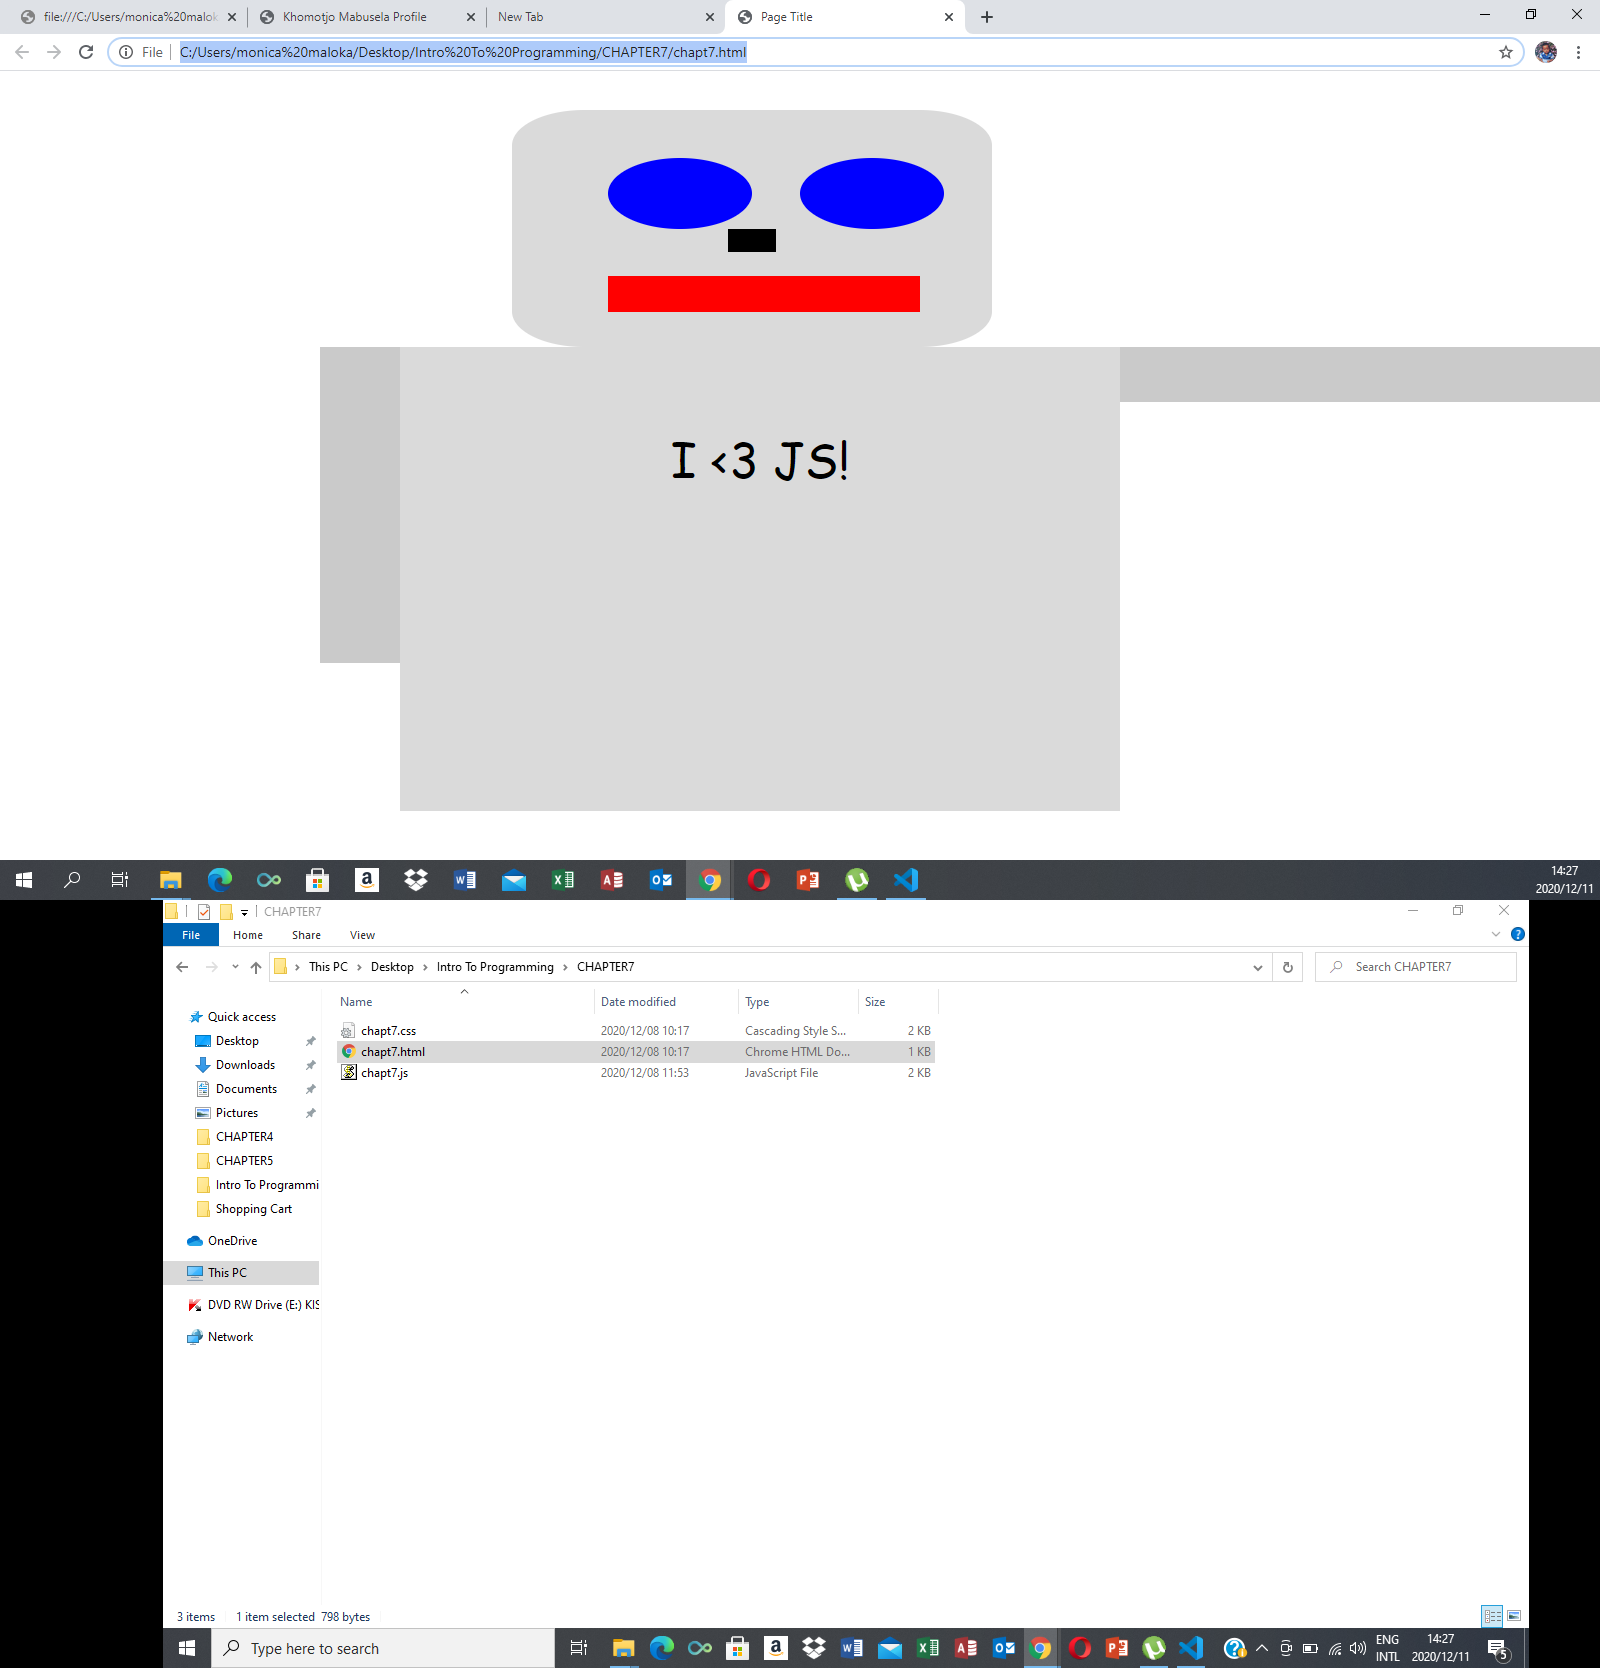 file:///C:/Users/monica%20malok
Khomotjo Mabusela Profile
New Tab
Page Title
File
C:/Users/monica%20maloka/Desktop/Intro%20To%20Programming/CHAPTER7/chapt7.html
I <3 JS!
14:27
2020/12/11
CHAPTER7
File Home Share View
This PC › Desktop › Intro To Programming › CHAPTER7
Search CHAPTER7
Name Date modified Type Size
Quick access
Desktop
Downloads
Documents
Pictures
CHAPTER4
CHAPTER5
Intro To Programmi
Shopping Cart
OneDrive
This PC
DVD RW Drive (E:) KIS
Network
chapt7.css 2020/12/08 10:17 Cascading Style S... 2 KB
chapt7.html 2020/12/08 10:17 Chrome HTML Do... 1 KB
chapt7.js 2020/12/08 11:53 JavaScript File 2 KB
3 items 1 item selected 798 bytes
Type here to search
ENG
INTL
14:27
2020/12/11
5